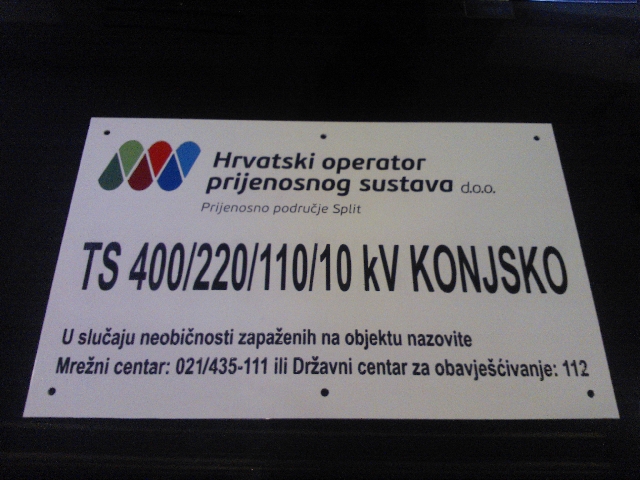 Hrvatski operator
prijenosnog sustava d.o.o.
Prijenosno područje Split
TS 400/220/110/10 kV KONJSKO
U slučaju neobičnosti zapaženih na objektu nazovite
Mrežni centar: 021/435-111 ili Državni centar za obavješćivanje: 112